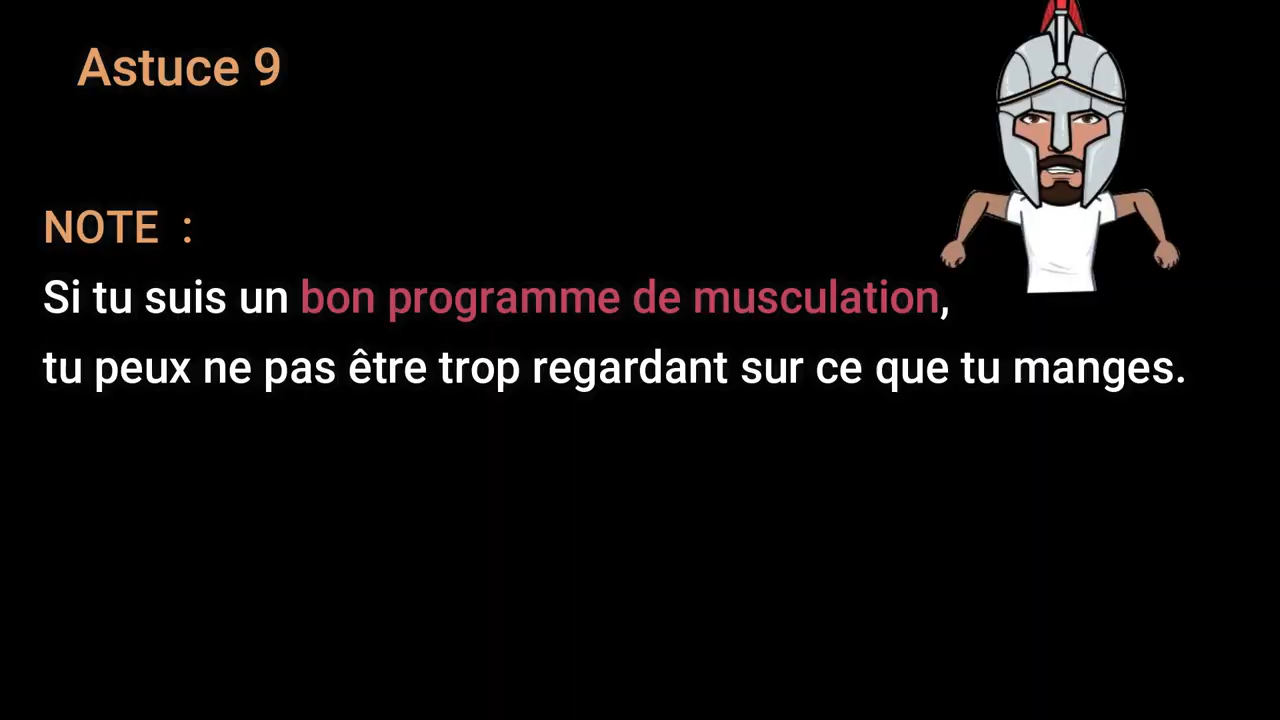 Astuce 9
NOTE :
Si tu suis un bon programme de musculation,
tu peux ne pas être trop regardant sur ce que tu manges.